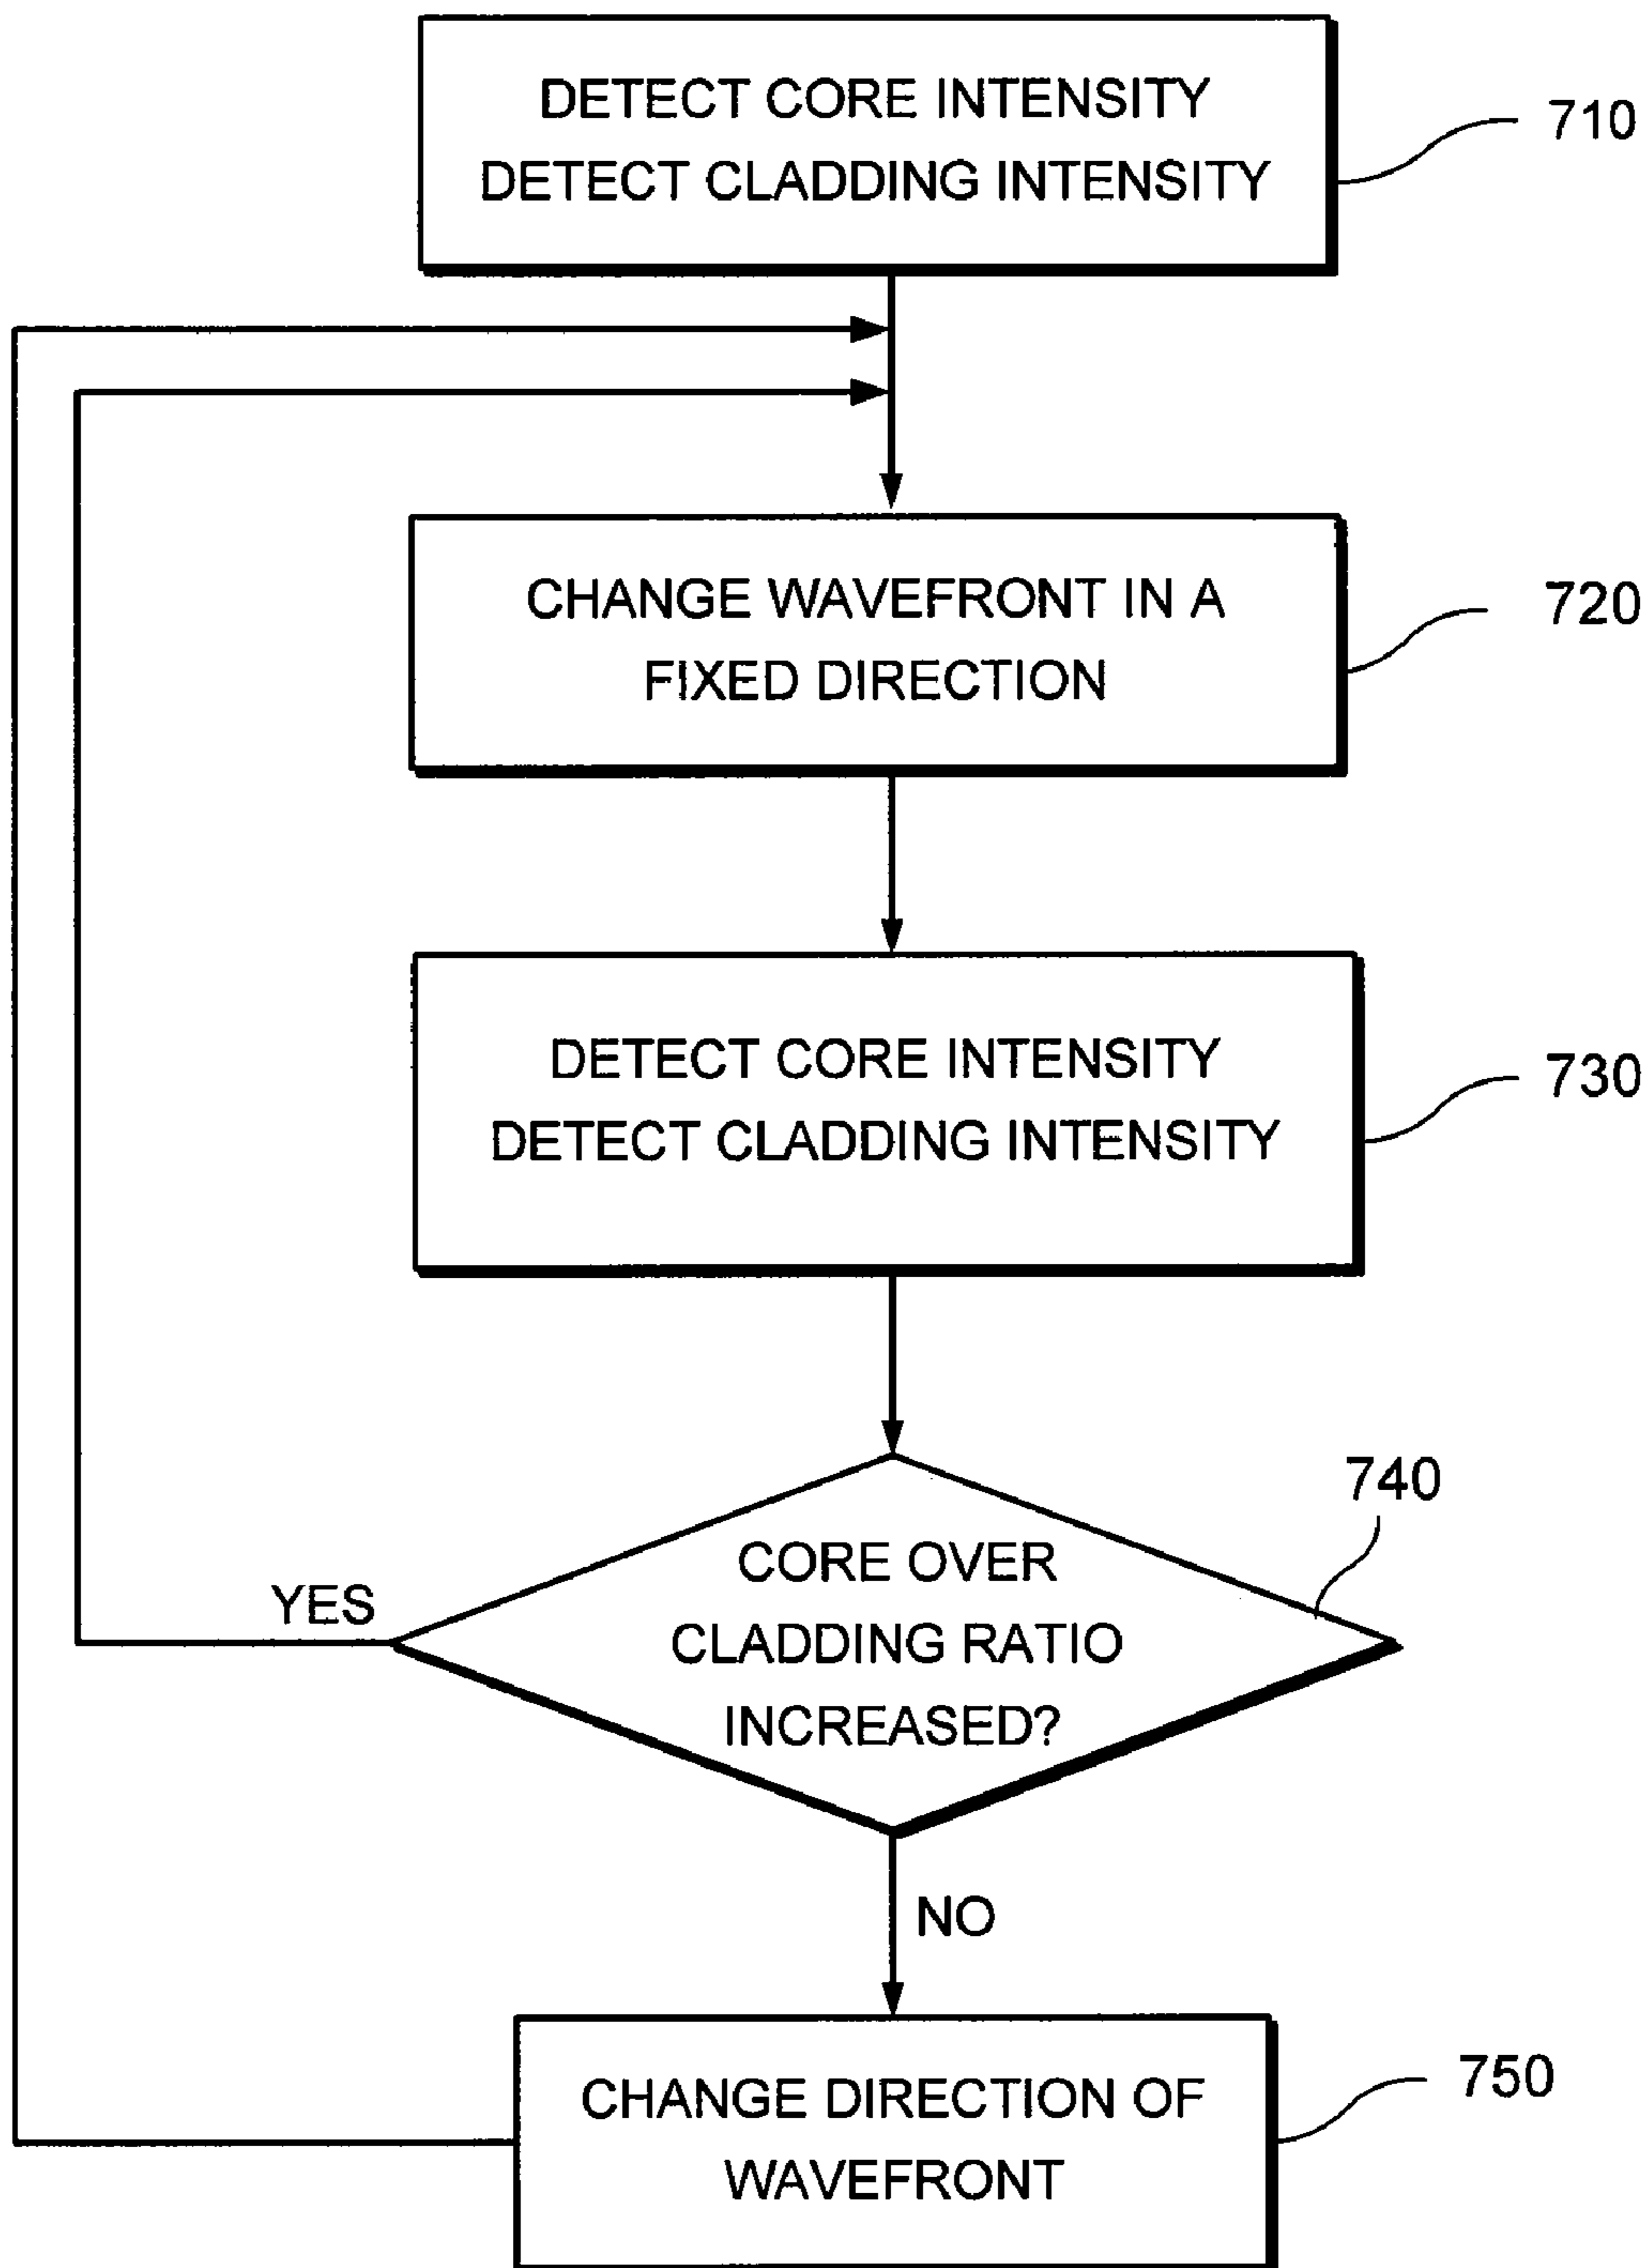 DETECT CORE INTENSITY
DETECT CLADDING INTENSITY
710
CHANGE WAVEFRONT IN A
FIXED DIRECTION
720
DETECT CORE INTENSITY
DETECT CLADDING INTENSITY
730
740
CORE OVER
CLADDING RATIO
INCREASED?
YES
NO
CHANGE DIRECTION OF
WAVEFRONT
750